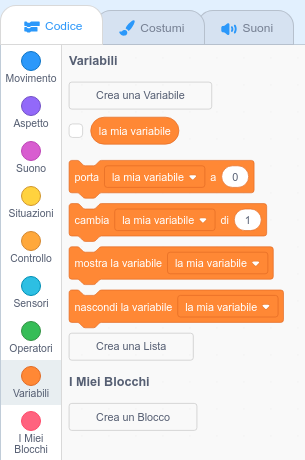 Codice Costumi Suoni
Movimento
Aspetto
Suono
Situazioni
Controllo
Sensori
Operatori
Variabili
I Miei
Blocchi
Variabili
Crea una Variabile
la mia variabile
porta la mia variabile a 0
cambia la mia variabile di 1
mostra la variabile la mia variabile
nascondi la variabile la mia variabile
Crea una Lista
I Miei Blocchi
Crea un Blocco